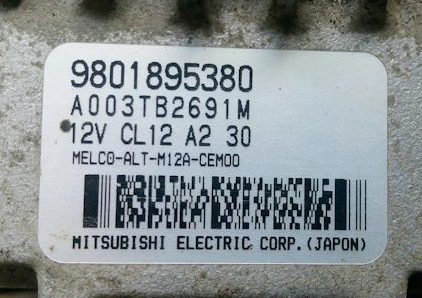 9801895380
A003TB2691M
12V CL12 A2 30
MELCO-ALT-M12A-CEM00
MITSUBISHI ELECTRIC CORP.(JAPON)